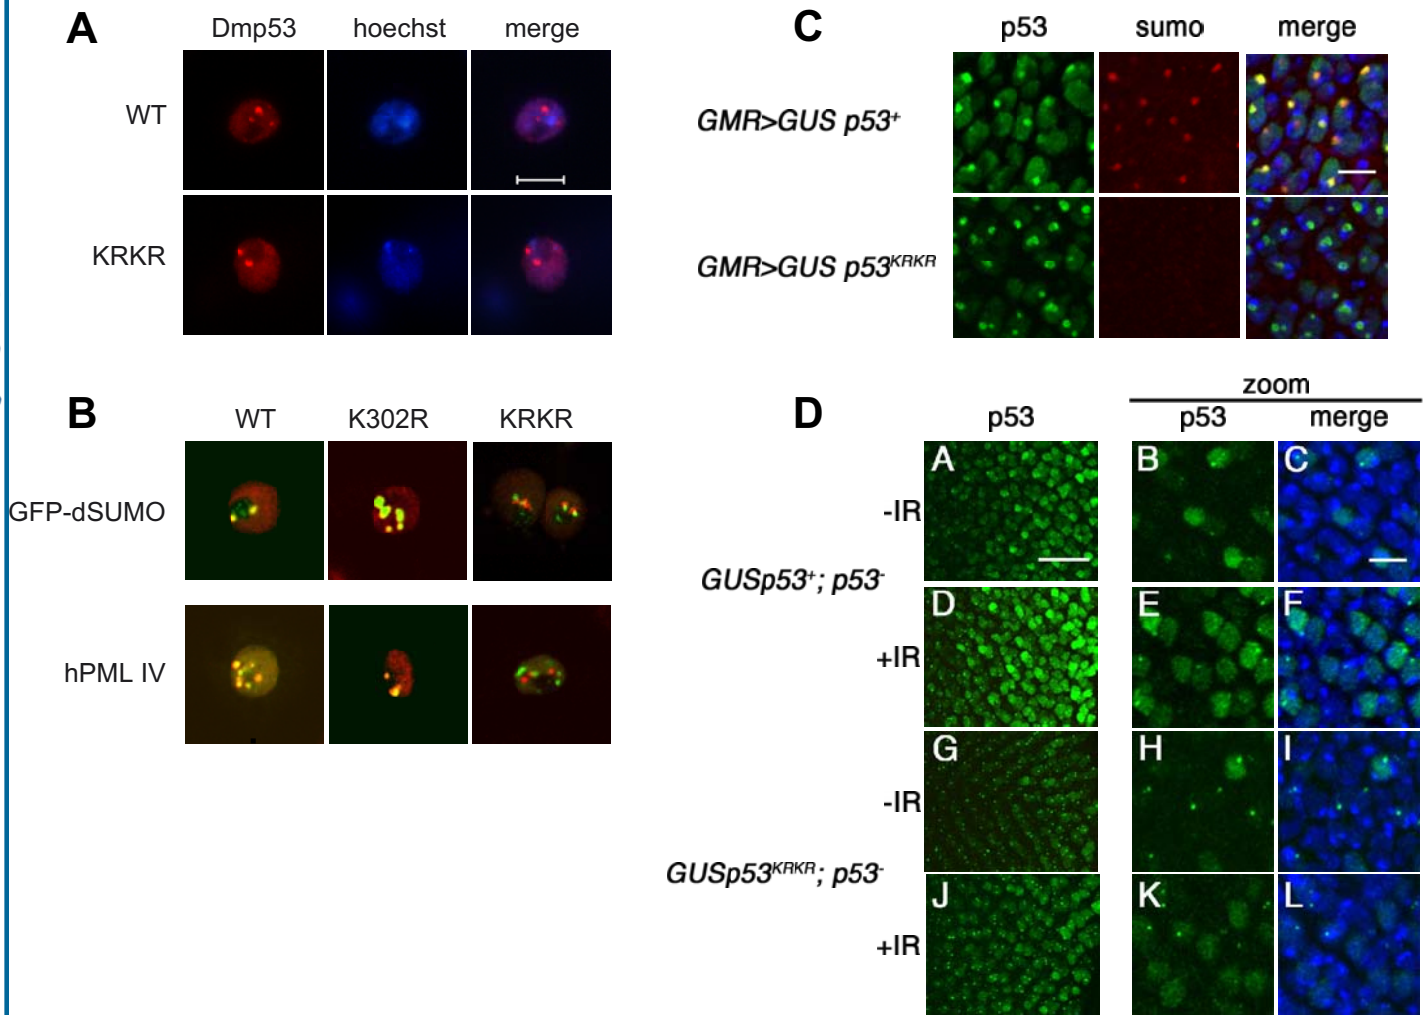 A
Dmp53 hoechst merge
WT
KRKR
B
WT K302R KRKR
GFP-dSUMO
hPML IV
C
p53 sumo merge
GMR>GUS p53+
GMR>GUS p53KRKR
D
zoom
p53 p53 merge
-IR A B C
GUSp53+; p53-
+IR D E F
-IR G H I
GUSp53KRKR; p53-
+IR J K L